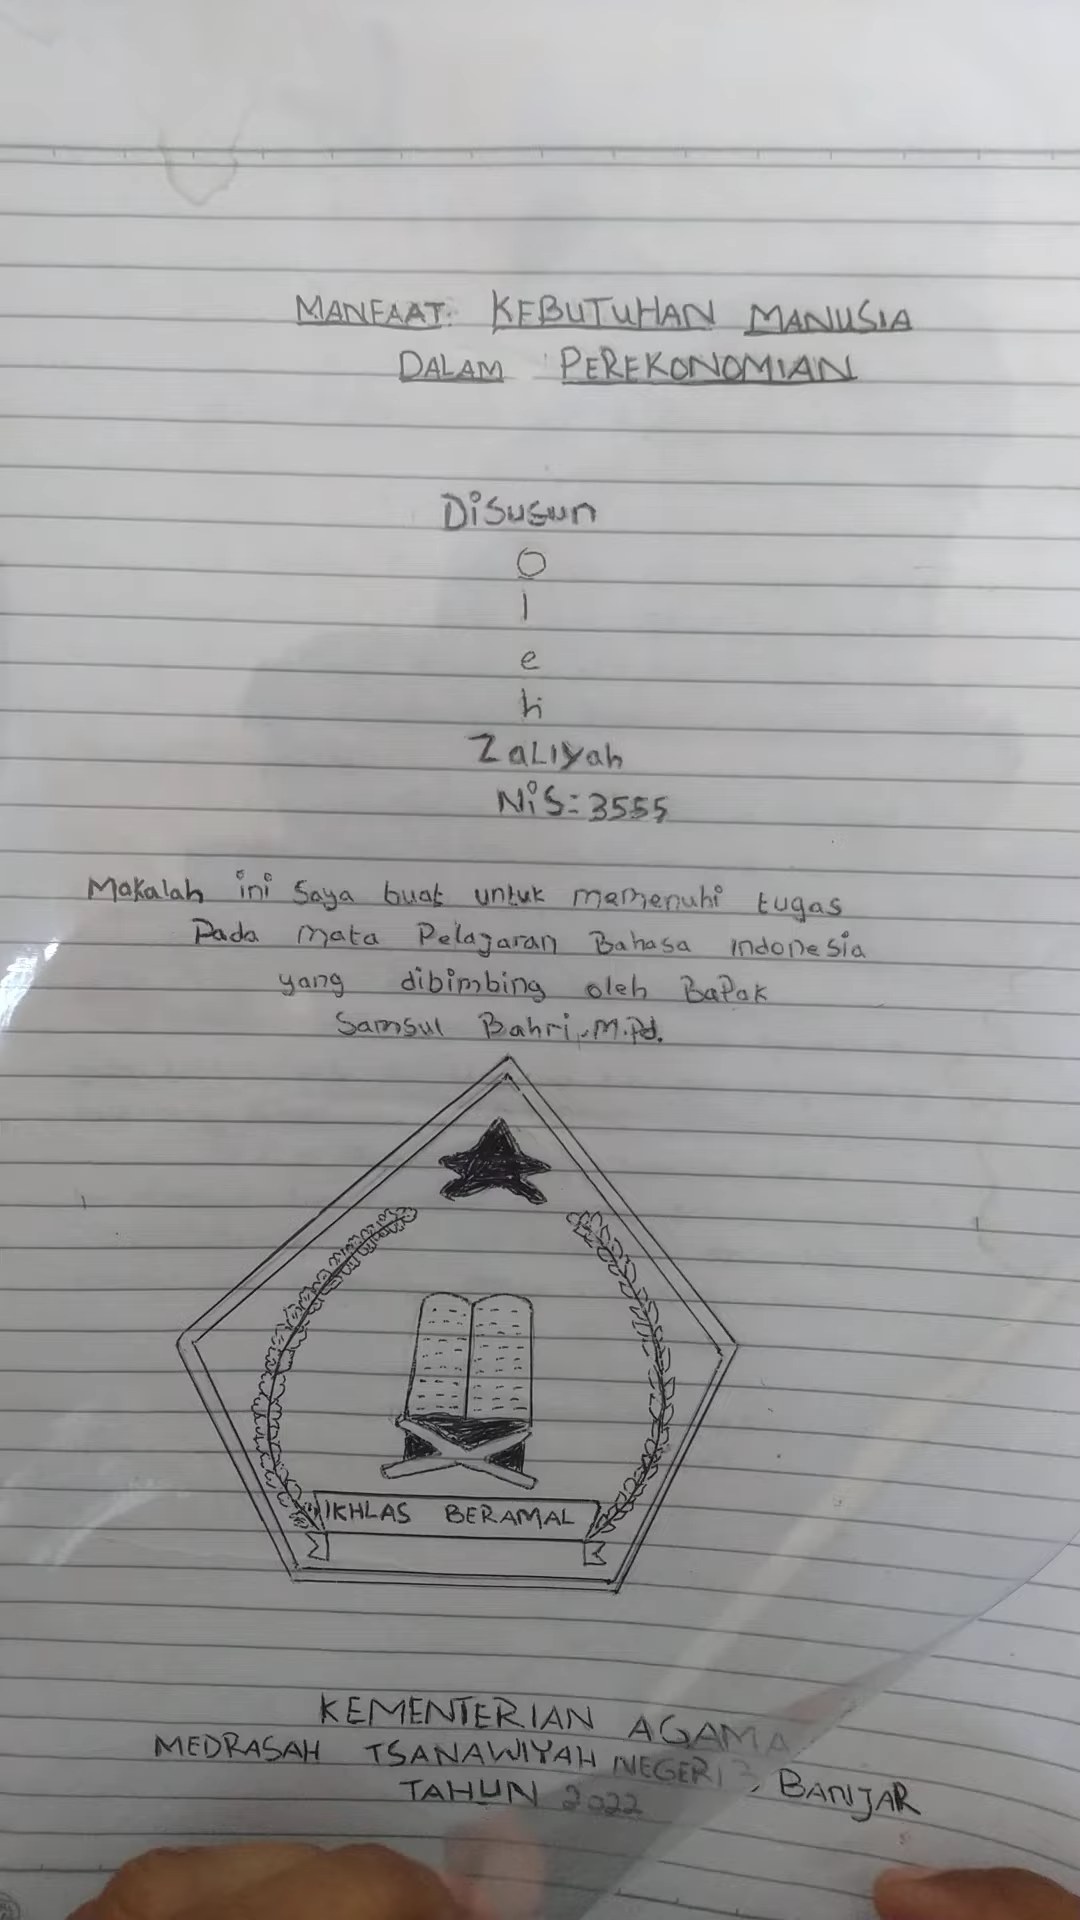 MANFAAT KEBUTUHAN MANUSIA
DALAM PEREKONOMIAN
Disusun
O
l
e
h
ZaLIyah
NiS: 3555
Makalah ini Saya buat untuk memenuhi tugas
Pada Mata Pelajaran Bahasa Indonesia
yang dibimbing oleh BaPak
Samsul Bahri, M.Pd.
IKHLAS BERAMAL
KEMENTERIAN AGAMA
MEDRASAH TSANAWIYAH NEGERI BANJAR
TAHUN 2022